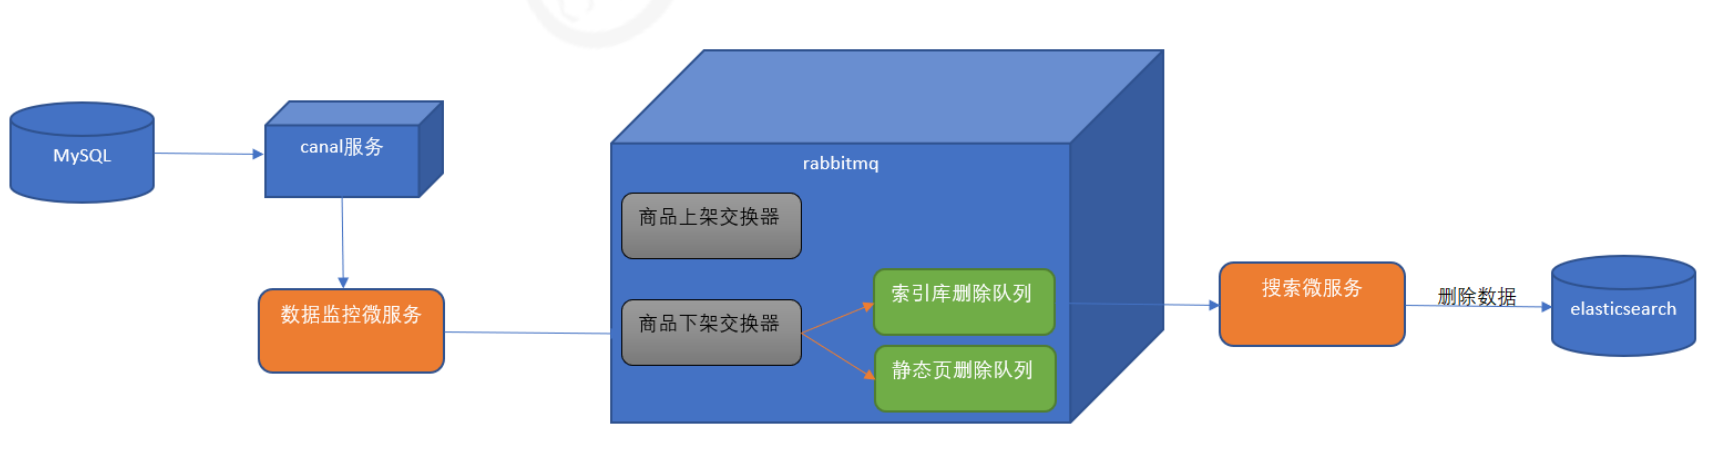 MySQL
canal服务
数据监控微服务
rabbitmq
商品上架交换器
商品下架交换器
索引库删除队列
静态页删除队列
搜索微服务
删除数据
elasticsearch